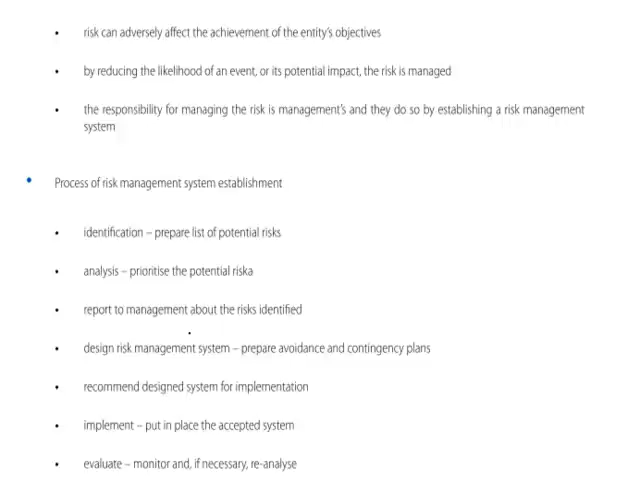 • risk can adversely affect the achievement of the entity's objectives
• by reducing the likelihood of an event, or its potential impact, the risk is managed
• the responsibility for managing the risk is management's and they do so by establishing a risk management
system
• Process of risk management system establishment
• identification – prepare list of potential risks
• analysis – prioritise the potential riska
• report to management about the risks identified
• design risk management system – prepare avoidance and contingency plans
• recommend designed system for implementation
• implement – put in place the accepted system
• evaluate – monitor and, if necessary, re-analyse